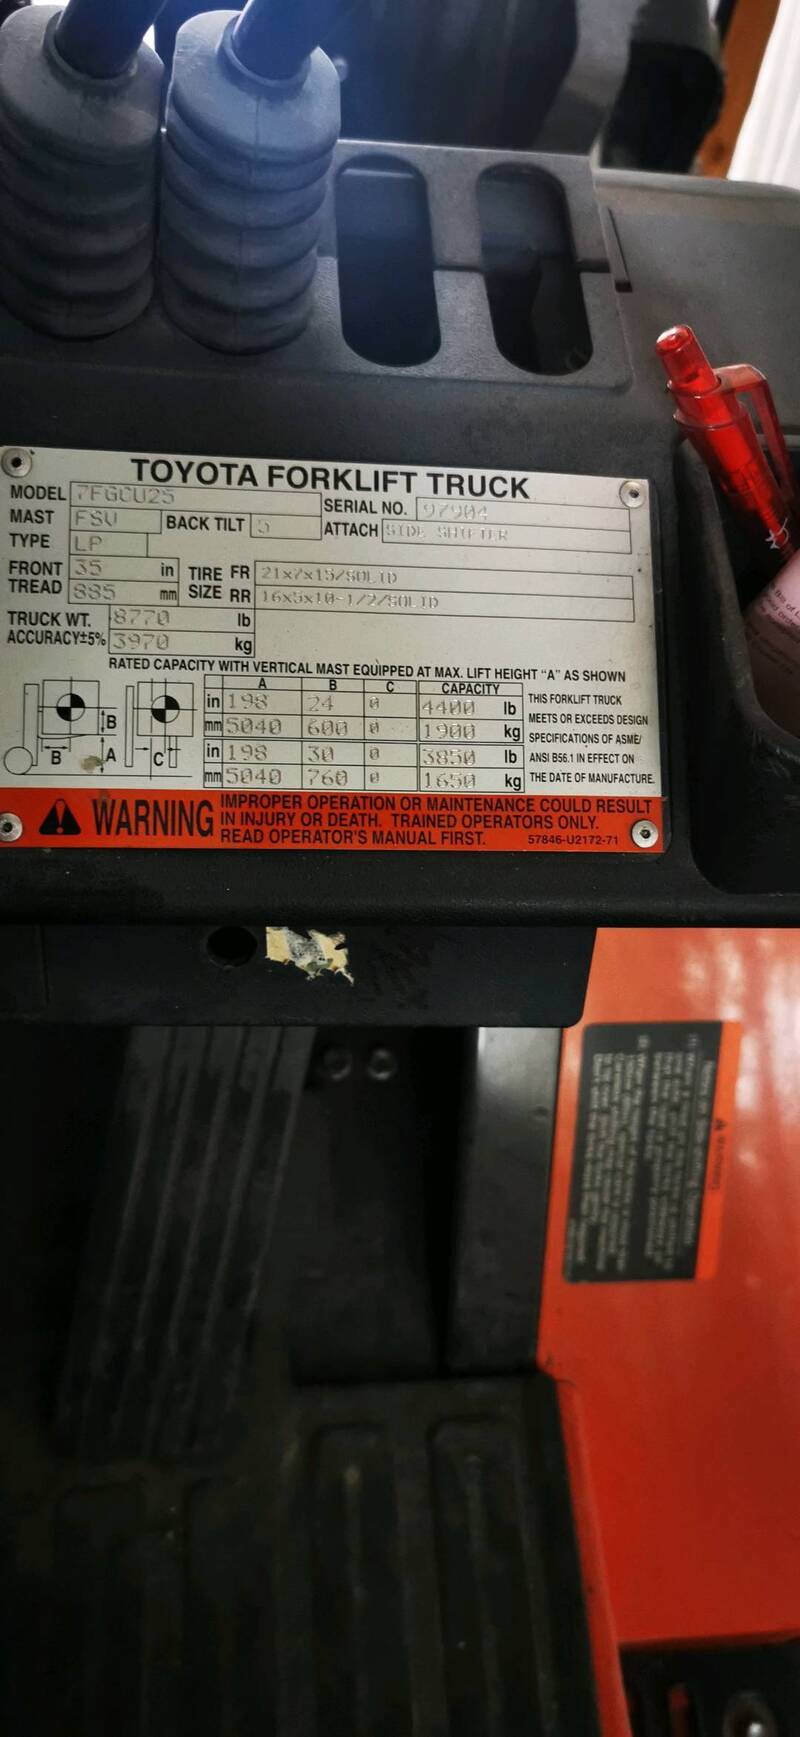 TOYOTA FORKLIFT TRUCK
MODEL 7FGCU25 SERIAL NO. 97904
MAST FSV BACK TILT 5 ATTACH SIDE SHIFTER
TYPE LP
FRONT TREAD 35 in TIRE SIZE FR 21x7x15/SOLID
885 mm RR 16x5x10-1/2/SOLID
TRUCK WT. 8770 lb
ACCURACY±5% 3970 kg
RATED CAPACITY WITH VERTICAL MAST EQUIPPED AT MAX. LIFT HEIGHT "A" AS SHOWN
A B C CAPACITY
in 198 24 0 4400 lb
mm 5040 600 0 1900 kg
in 198 30 0 3850 lb
mm 5040 760 0 1650 kg
B
B A C
THIS FORKLIFT TRUCK
MEETS OR EXCEEDS DESIGN
SPECIFICATIONS OF ASME/
ANSI B56.1 IN EFFECT ON
THE DATE OF MANUFACTURE.
WARNING
IMPROPER OPERATION OR MAINTENANCE COULD RESULT
IN INJURY OR DEATH. TRAINED OPERATORS ONLY.
READ OPERATOR'S MANUAL FIRST. 57846-U2172-71
WARNING